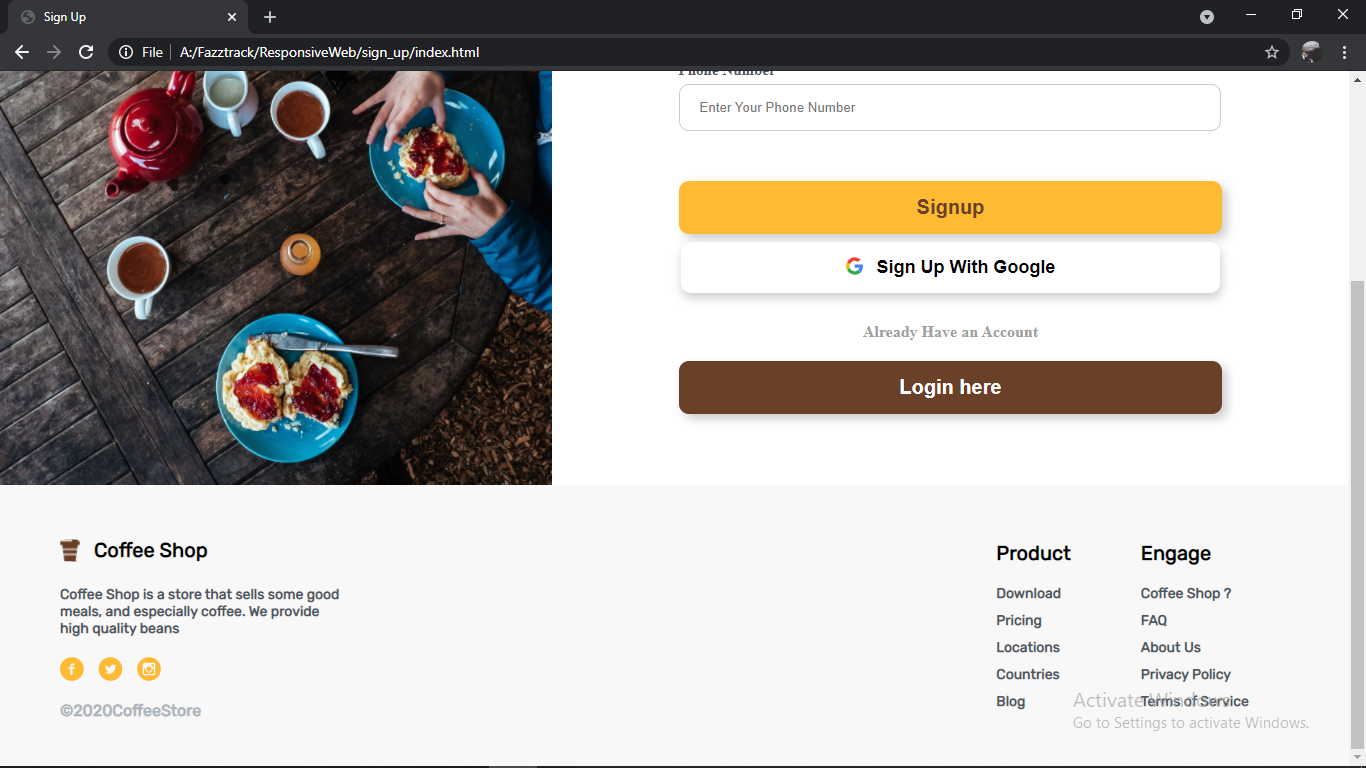 Sign Up
File
A:/Fazztrack/ResponsiveWeb/sign_up/index.html
Phone Number
Enter Your Phone Number
Signup
Sign Up With Google
Already Have an Account
Login here
Coffee Shop
Coffee Shop is a store that sells some good
meals, and especially coffee. We provide
high quality beans
©2020CoffeeStore
Product
Download
Pricing
Locations
Countries
Blog
Engage
Coffee Shop ?
FAQ
About Us
Privacy Policy
Terms of Service
Activate Windows
Go to Settings to activate Windows.